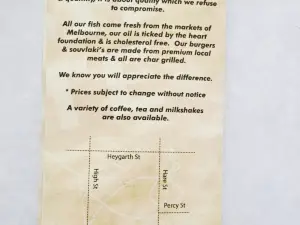 & quality, it is about quality which we refuse
to compromise.
All our fish come fresh from the markets of
Melbourne, our oil is ticked by the heart
foundation & is cholesterol free. Our burgers
& souvlaki's are made from premium local
meats & all are char grilled.
We know you will appreciate the difference.
* Prices subject to change without notice
A variety of coffee, tea and milkshakes
are also available.
Heygarth St
High St
Hare St
Percy St